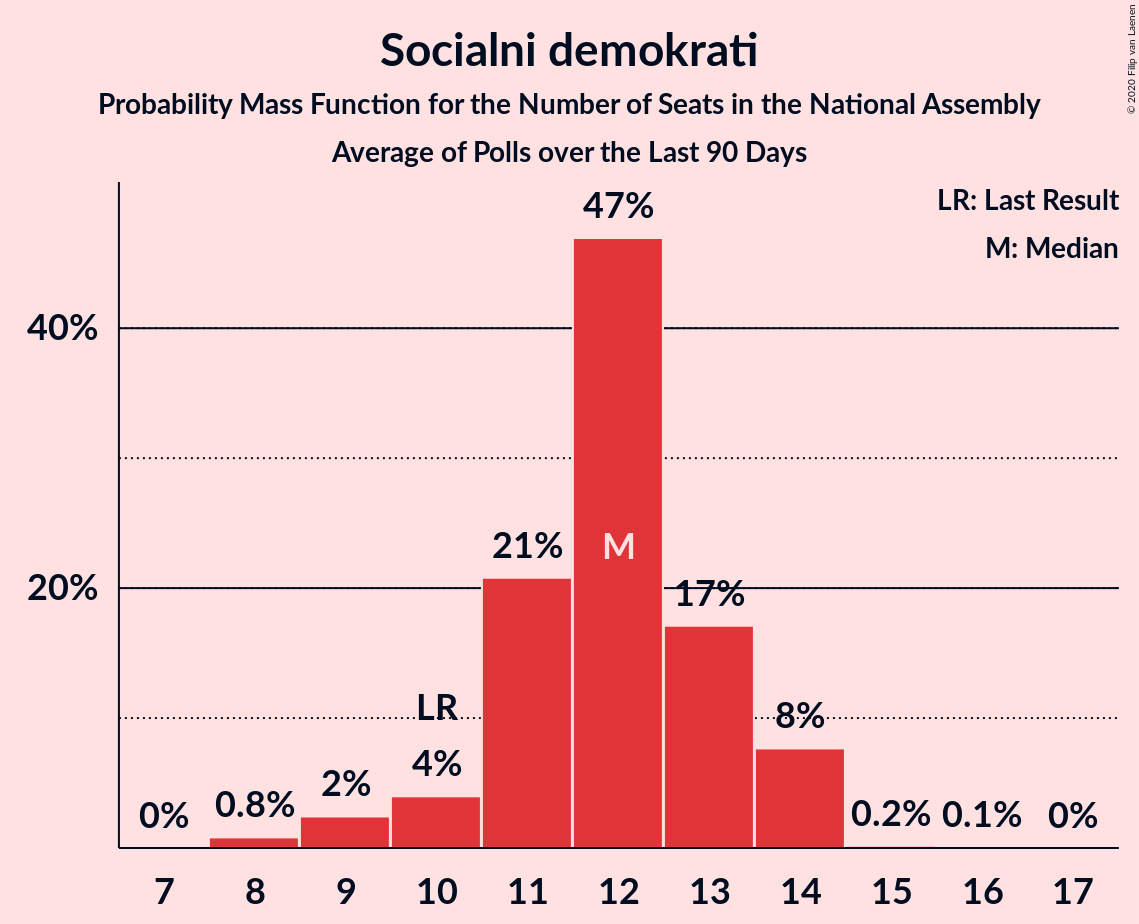 Socialni demokrati
Probability Mass Function for the Number of Seats in the National Assembly
Average of Polls over the Last 90 Days
© 2020 Filip van Laenen
LR: Last Result
M: Median
47%
40%
21%
M
20%
17%
LR
8%
4%
2%
0.8%
0%
0.2%
0.1%
0%
7 8 9 10 11 12 13 14 15 16 17